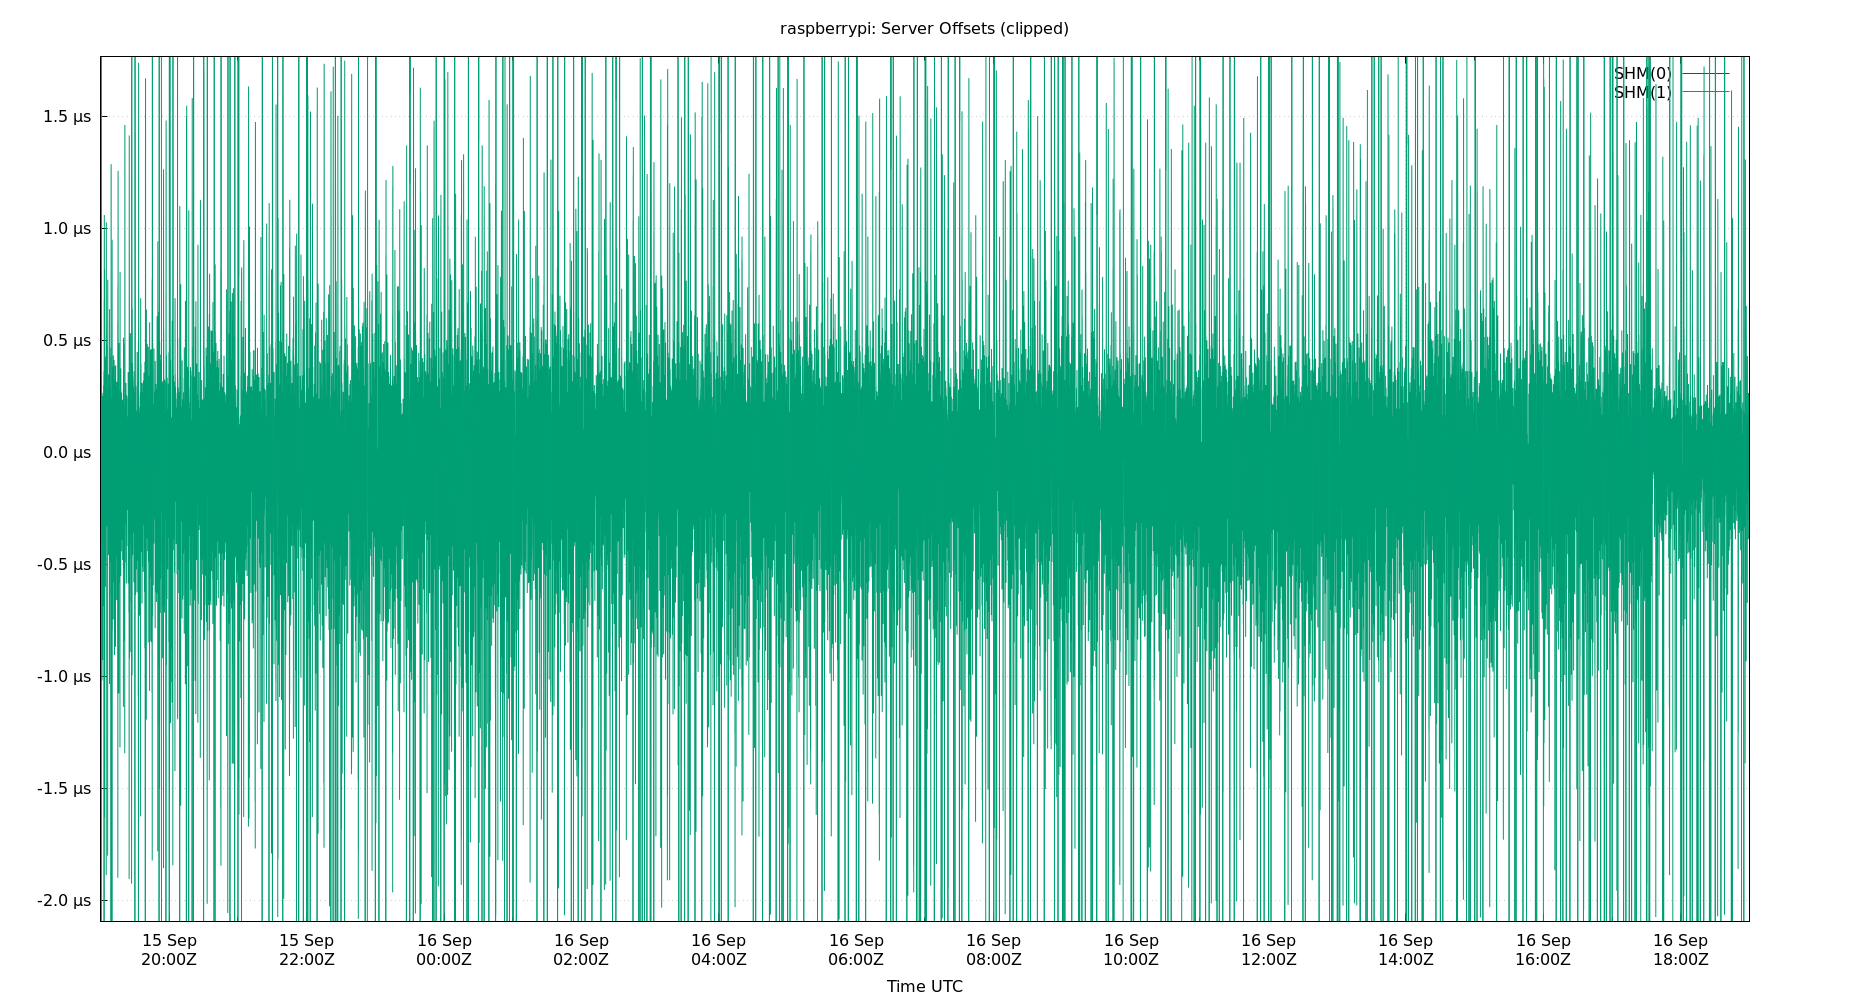 raspberrypi: Server Offsets (clipped)
SHM(0)
SHM(1)
1.5 µs
1.0 µs
0.5 µs
0.0 µs
-0.5 µs
-1.0 µs
-1.5 µs
-2.0 µs
15 Sep 15 Sep 16 Sep 16 Sep 16 Sep 16 Sep 16 Sep 16 Sep 16 Sep 16 Sep 16 Sep 16 Sep
20:00Z 22:00Z 00:00Z 02:00Z 04:00Z 06:00Z 08:00Z 10:00Z 12:00Z 14:00Z 16:00Z 18:00Z
Time UTC